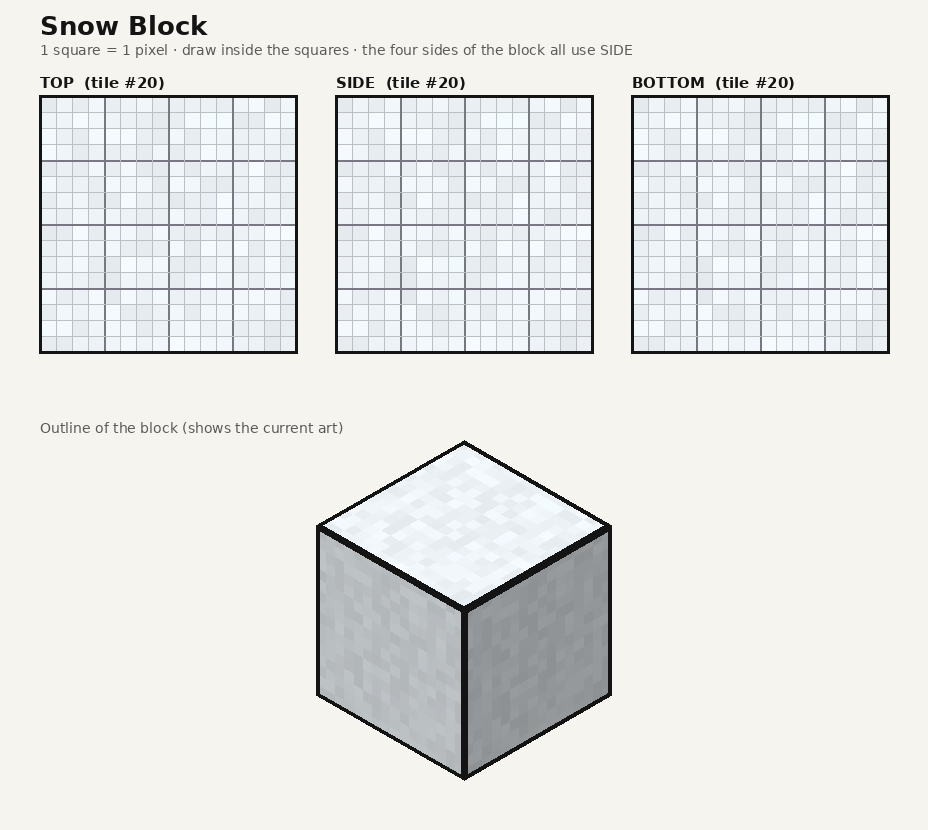 Snow Block
1 square = 1 pixel · draw inside the squares · the four sides of the block all use SIDE
TOP (tile #20)
SIDE (tile #20)
BOTTOM (tile #20)
Outline of the block (shows the current art)